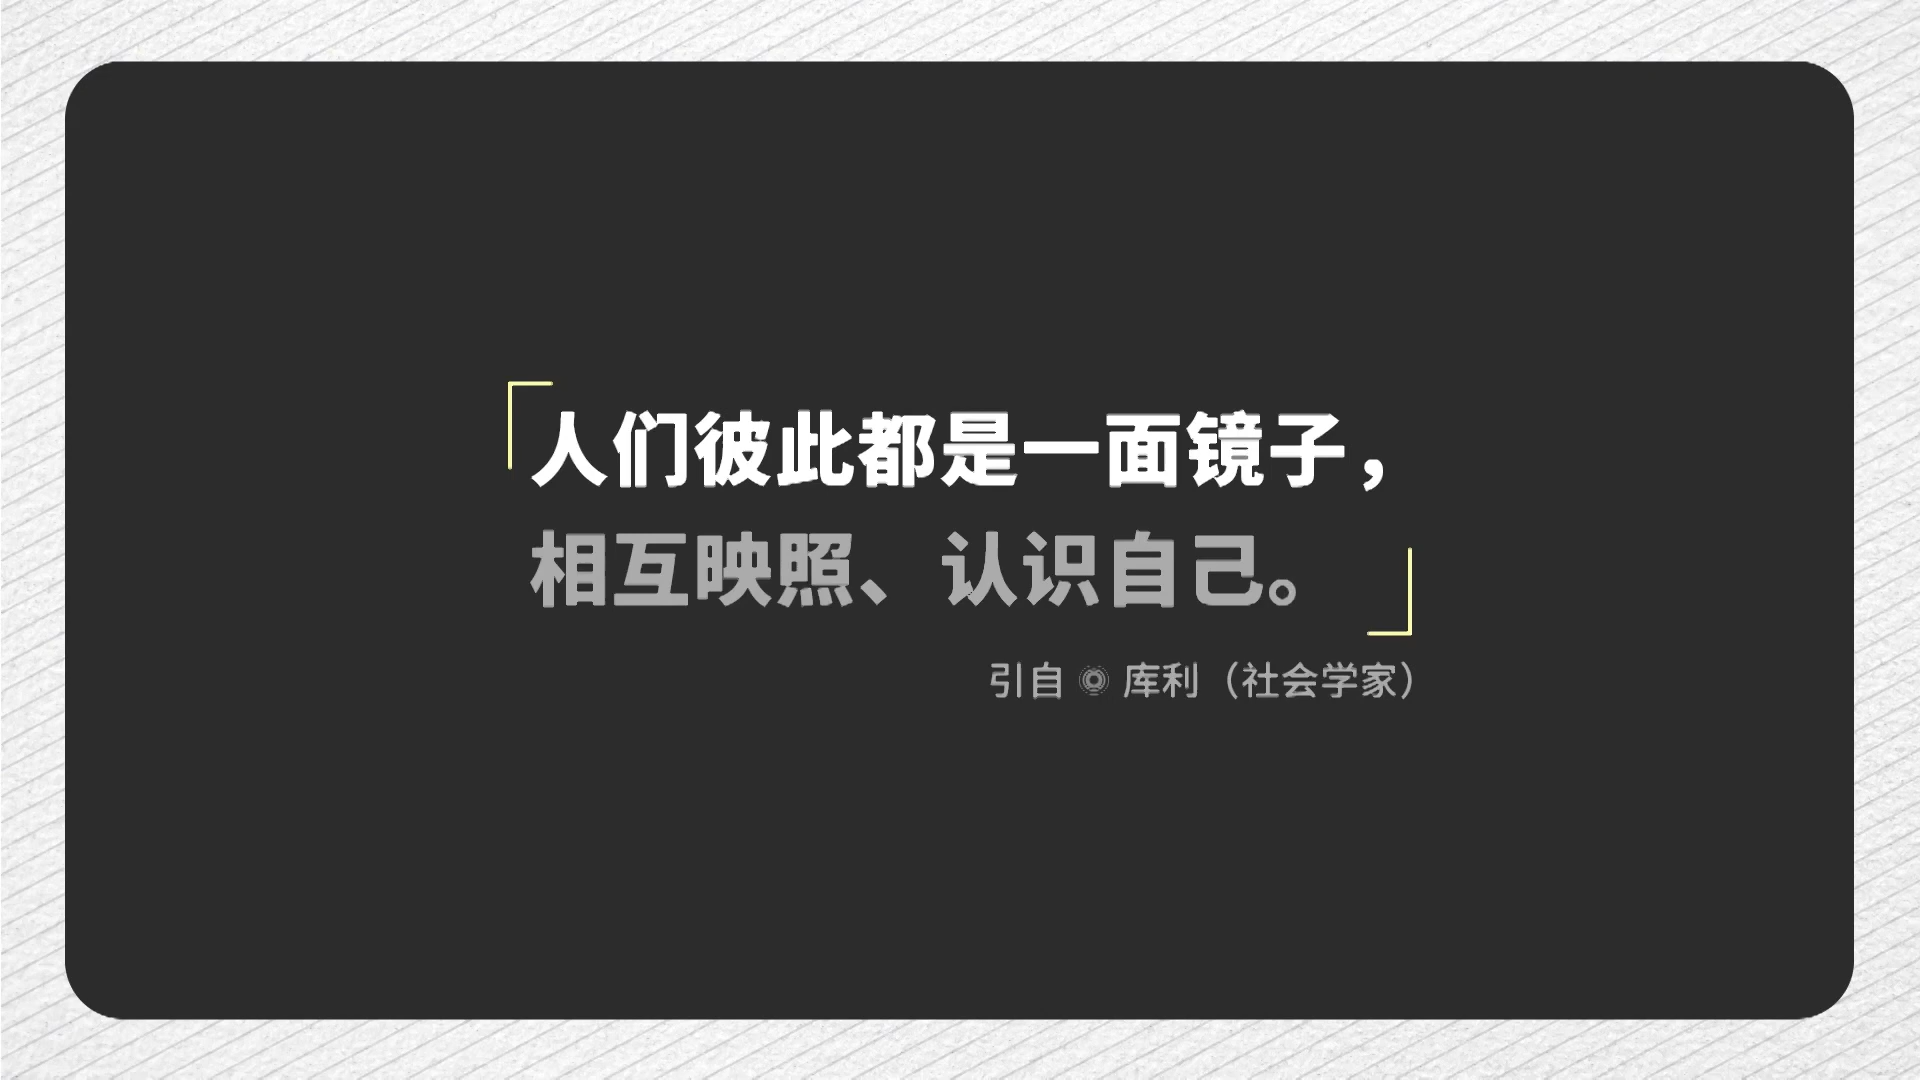 「人们彼此都是一面镜子，
相互映照、认识自己。」
引自 ◎ 库利（社会学家）